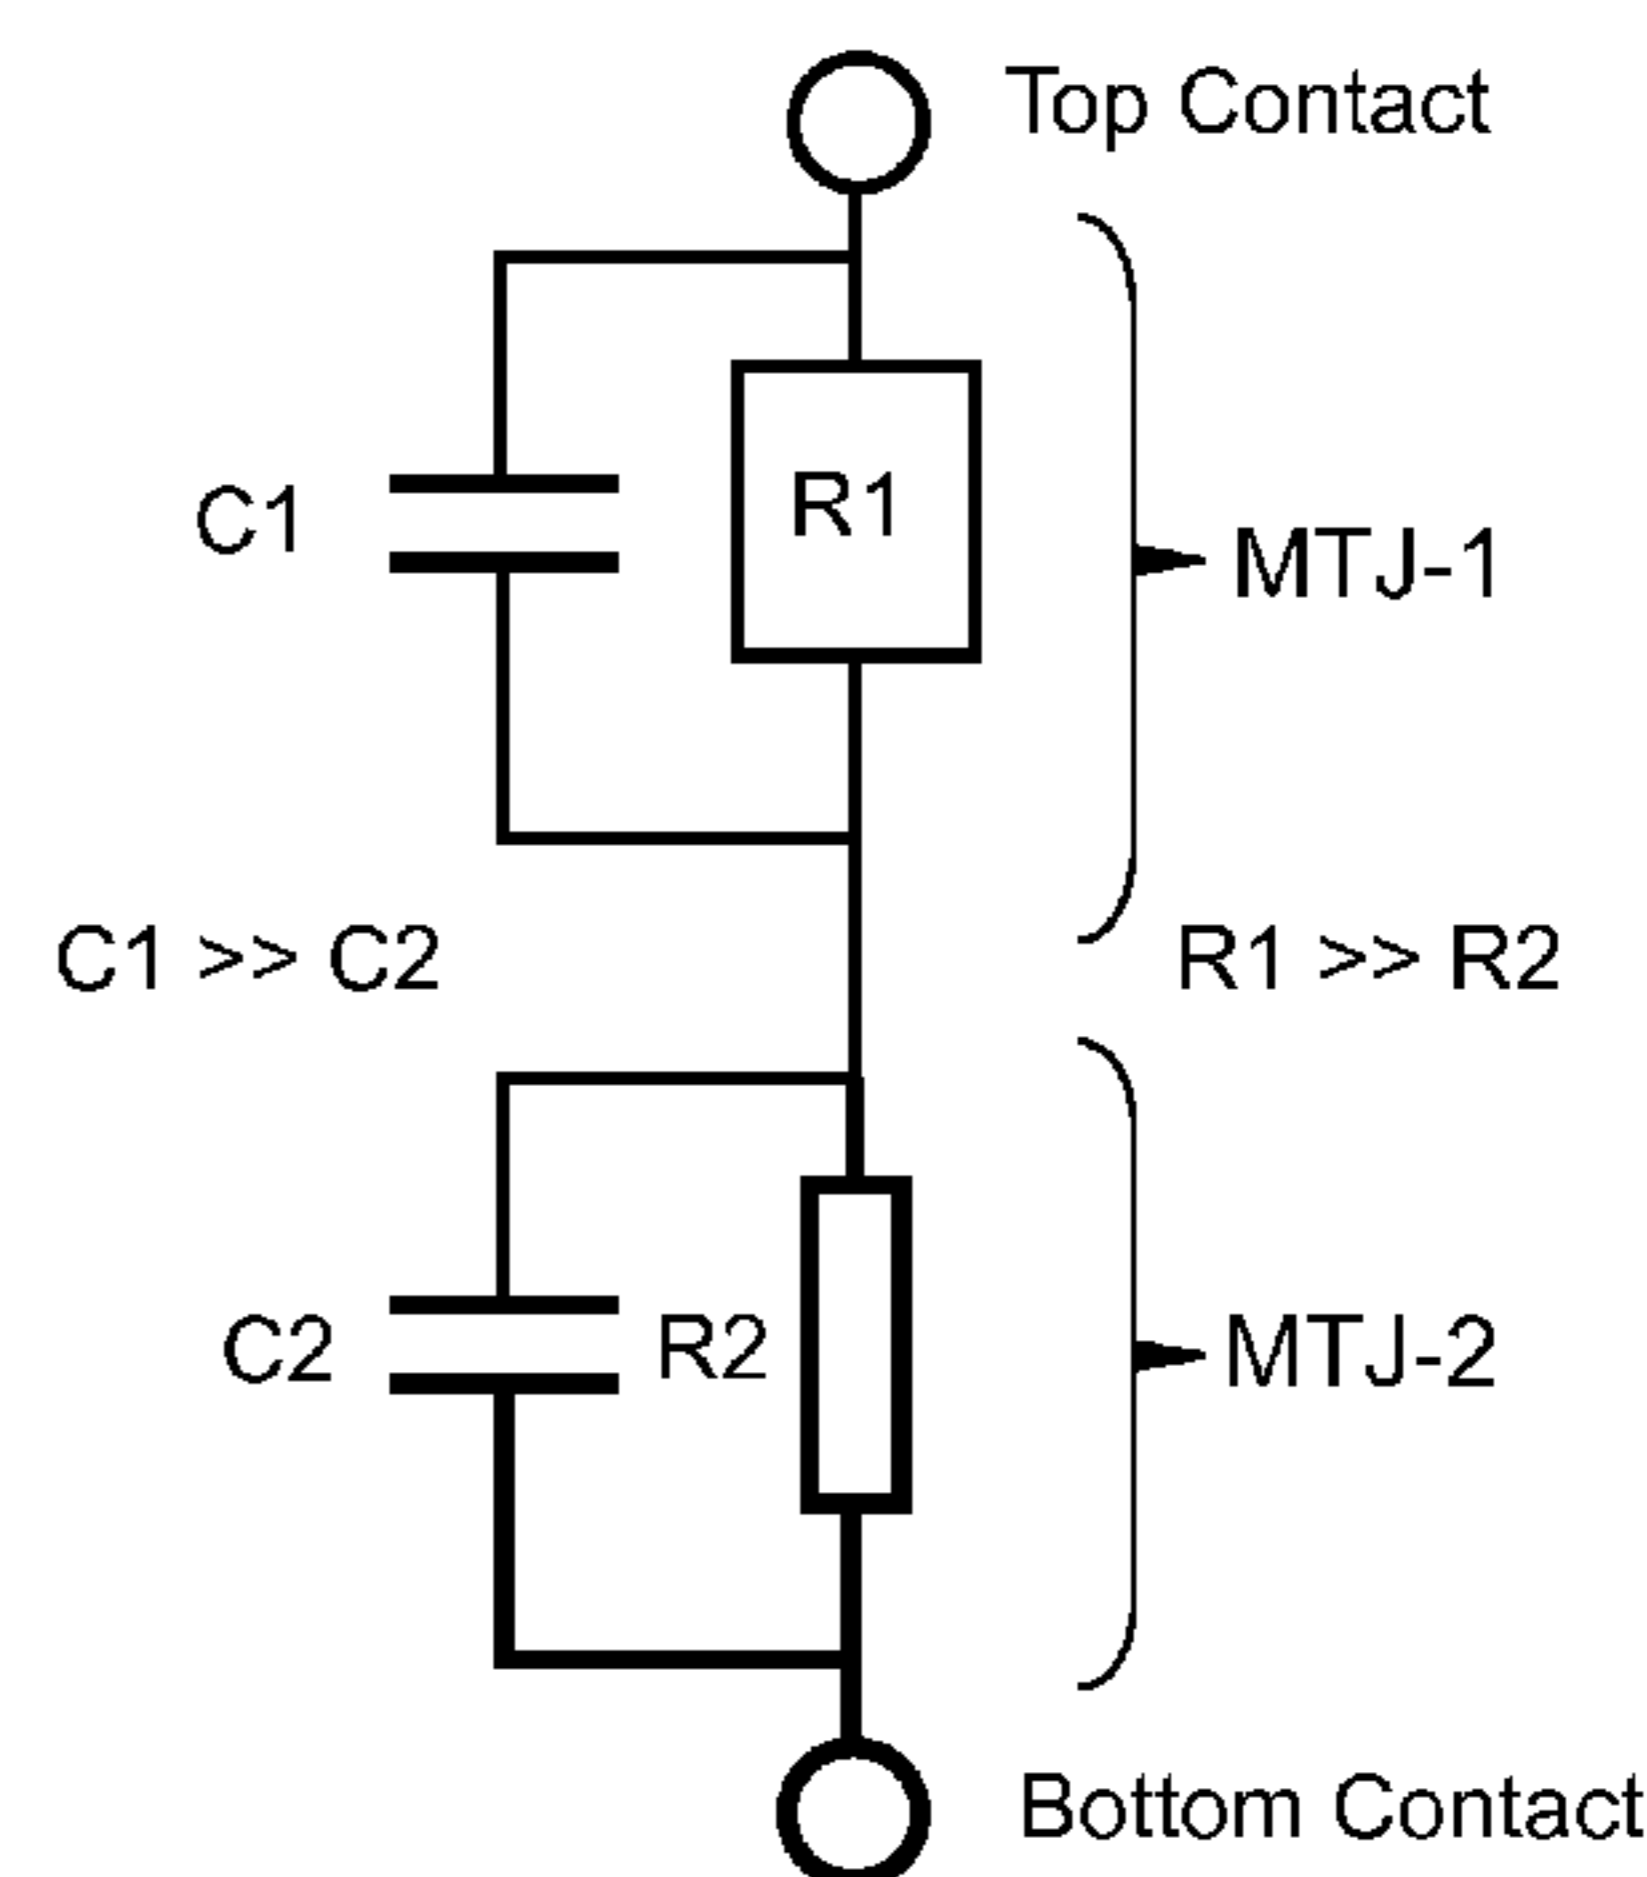 Top Contact
R1
C1
MTJ-1
C1 >> C2
R1 >> R2
C2
R2
MTJ-2
Bottom Contact